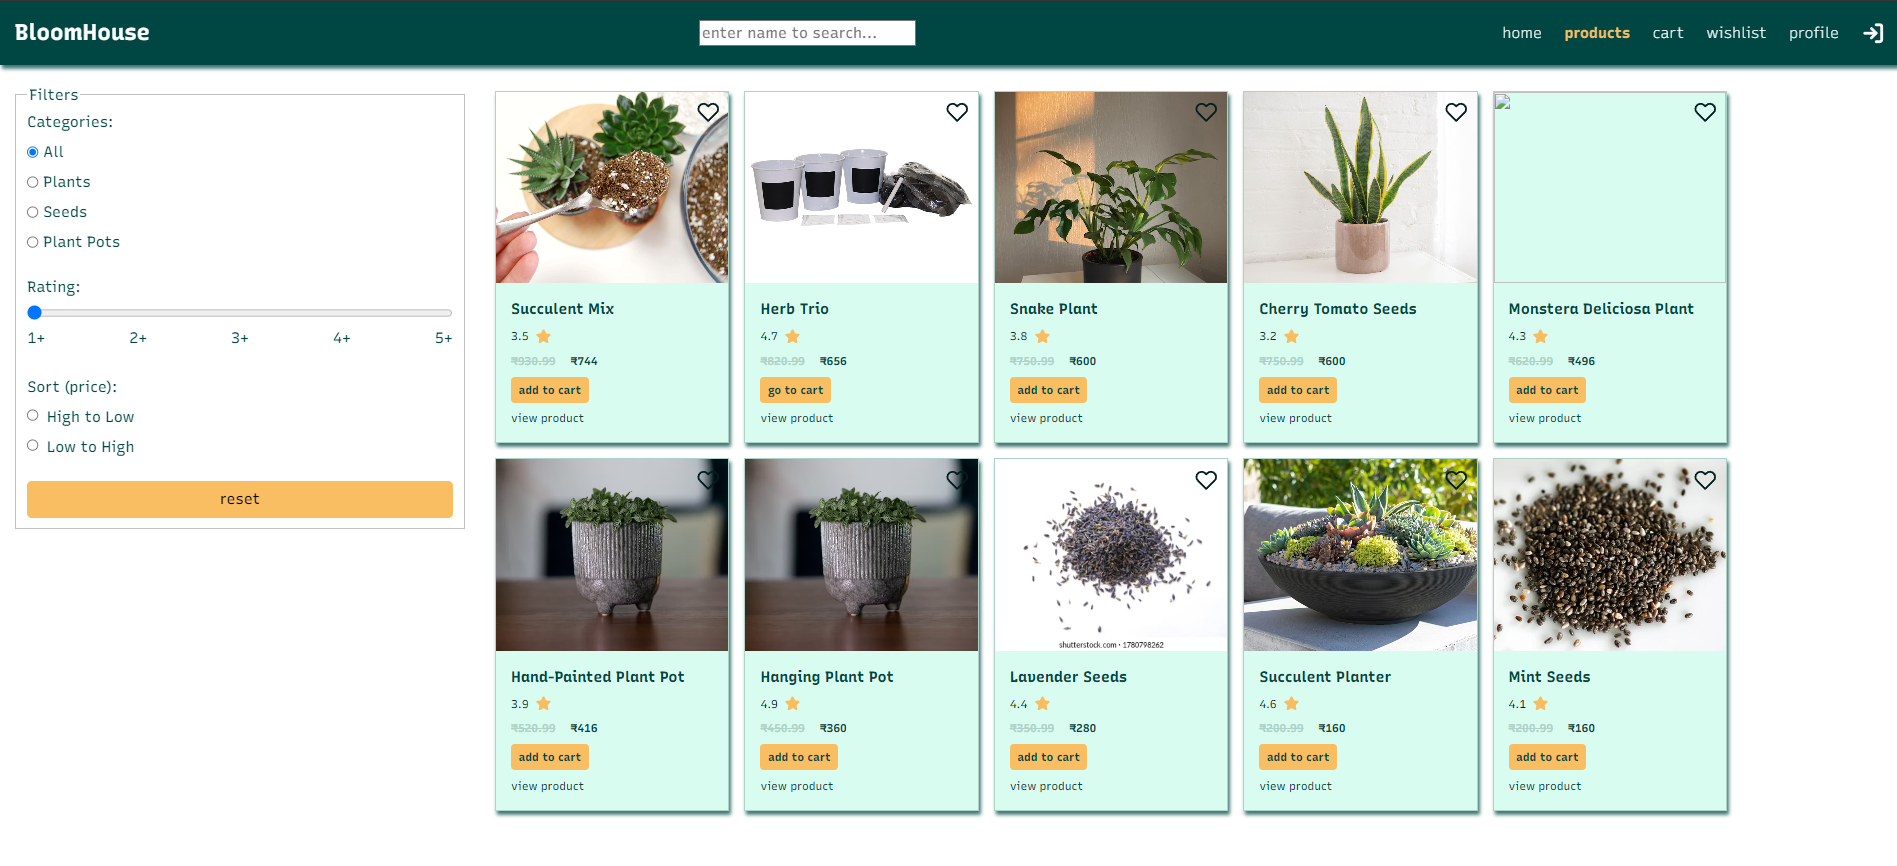 BloomHouse
enter name to search...
home products cart wishlist profile
Filters
Categories:
All
Plants
Seeds
Plant Pots
Rating:
1+ 2+ 3+ 4+ 5+
Sort (price):
High to Low
Low to High
reset
Succulent Mix
3.5
₹930.99 ₹744
add to cart
view product
Herb Trio
4.7
₹820.99 ₹656
go to cart
view product
Snake Plant
3.8
₹750.99 ₹600
add to cart
view product
Cherry Tomato Seeds
3.2
₹750.99 ₹600
add to cart
view product
Monstera Deliciosa Plant
4.3
₹620.99 ₹496
add to cart
view product
Hand-Painted Plant Pot
3.9
₹520.99 ₹416
add to cart
view product
Hanging Plant Pot
4.9
₹450.99 ₹360
add to cart
view product
shutterstock.com • 1780798262
Lavender Seeds
4.4
₹350.99 ₹280
add to cart
view product
Succulent Planter
4.6
₹200.99 ₹160
add to cart
view product
Mint Seeds
4.1
₹200.99 ₹160
add to cart
view product